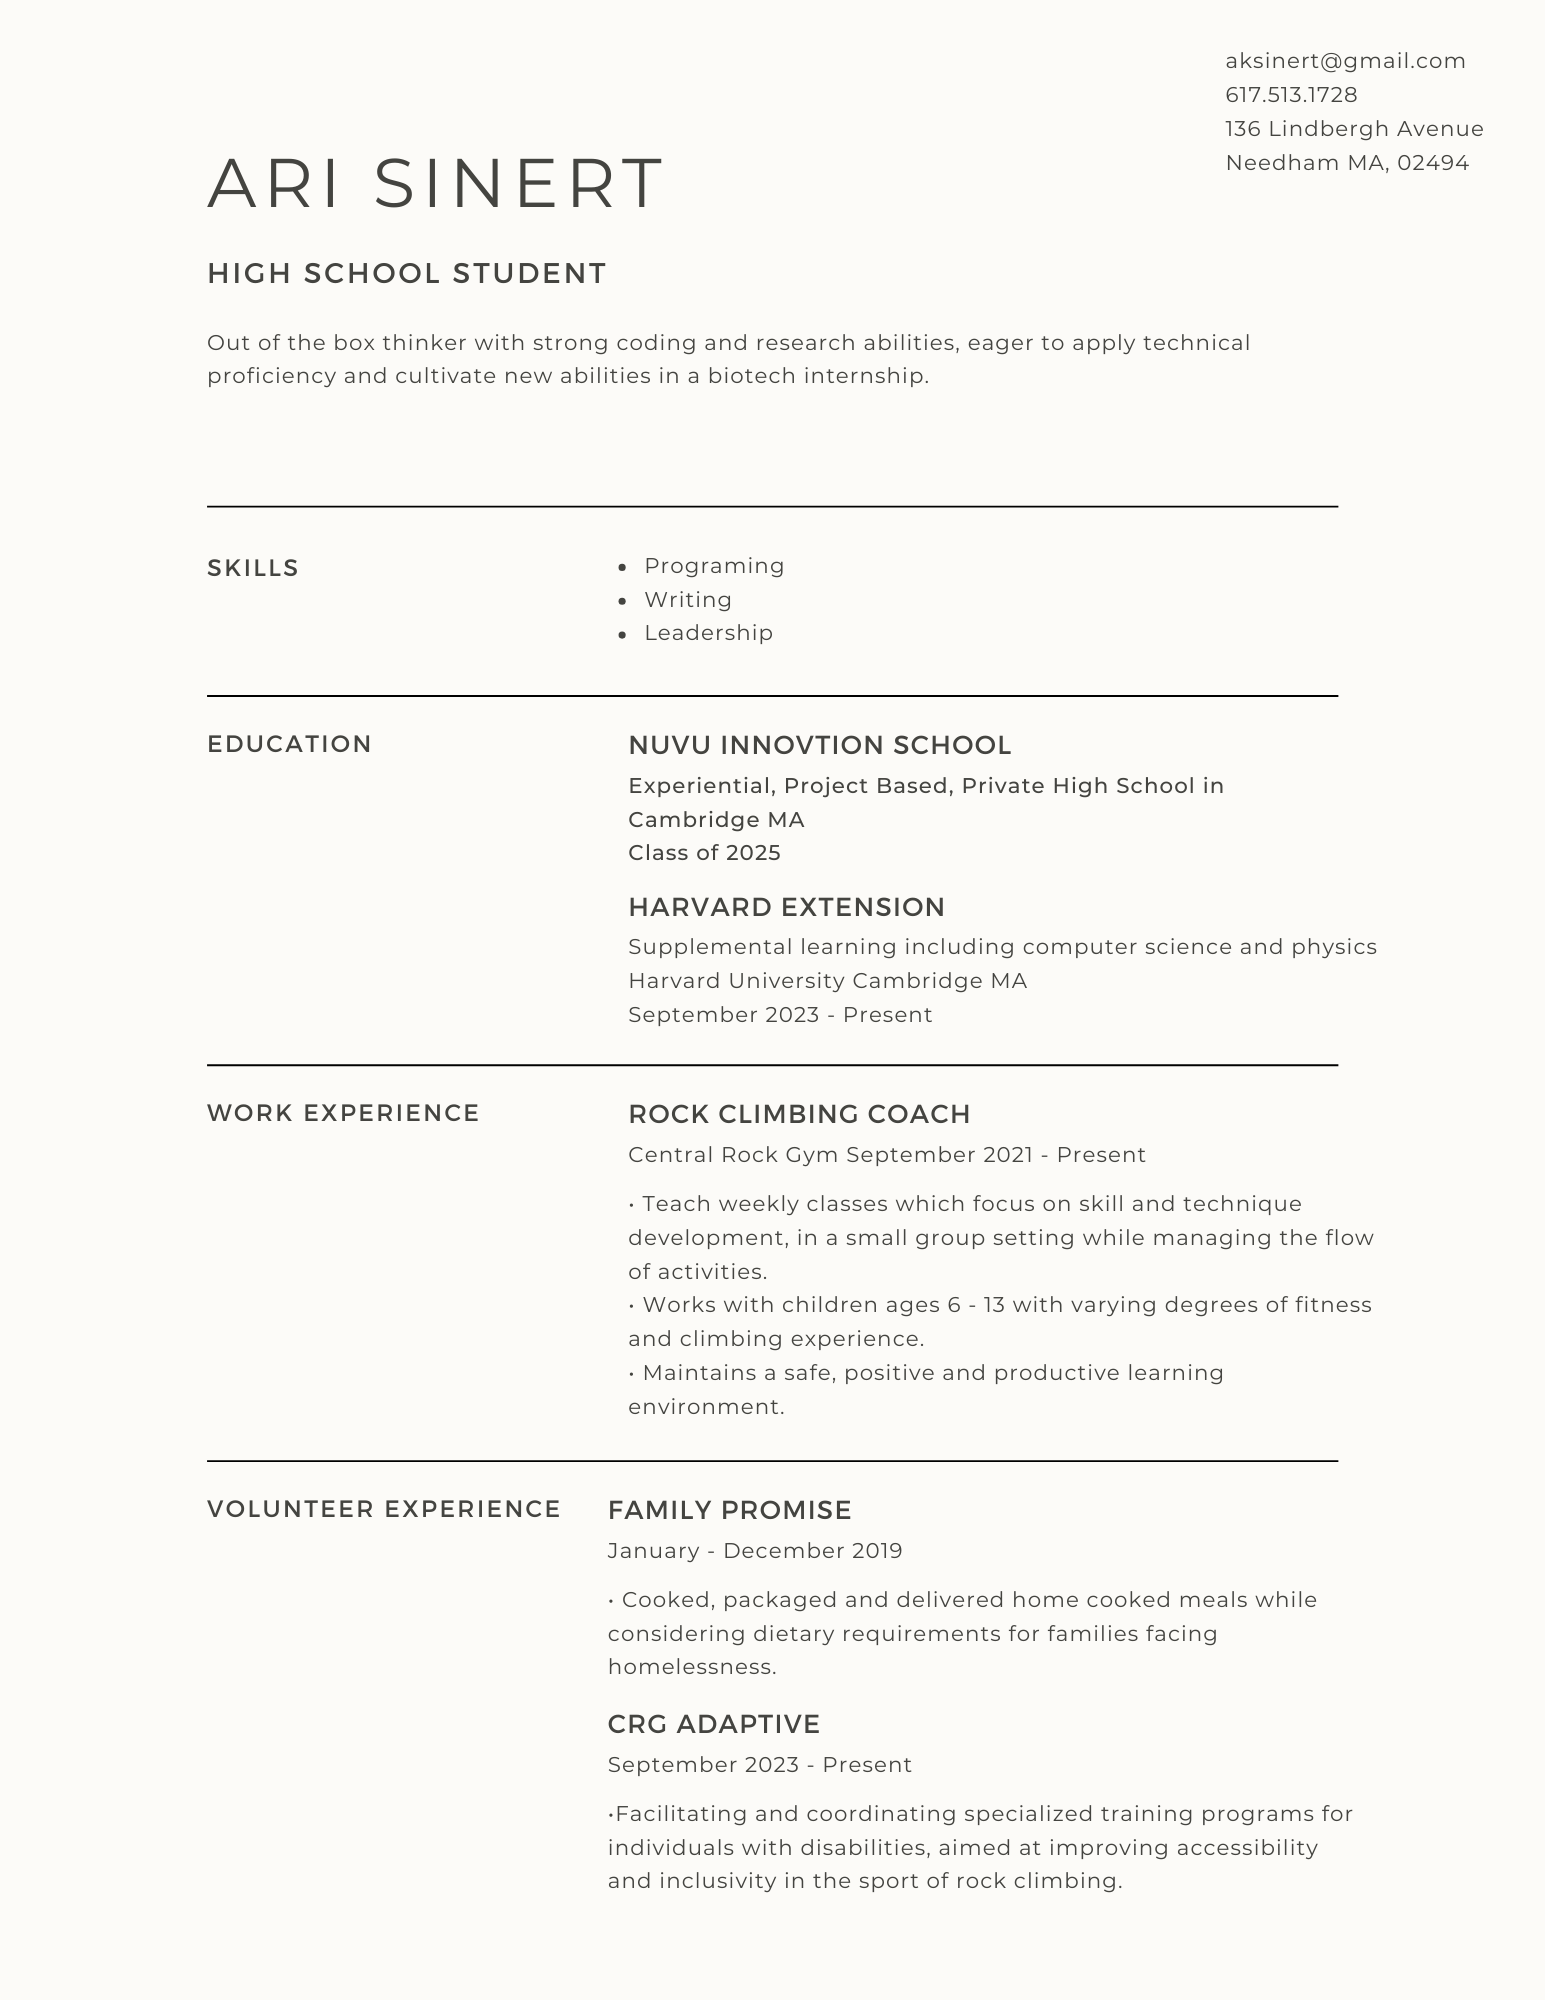 aksinert@gmail.com
617.513.1728
136 Lindbergh Avenue
Needham MA, 02494
ARI SINERT
HIGH SCHOOL STUDENT
Out of the box thinker with strong coding and research abilities, eager to apply technical
proficiency and cultivate new abilities in a biotech internship.
SKILLS
• Programing
• Writing
• Leadership
EDUCATION
NUVU INNOVTION SCHOOL
Experiential, Project Based, Private High School in
Cambridge MA
Class of 2025
HARVARD EXTENSION
Supplemental learning including computer science and physics
Harvard University Cambridge MA
September 2023 - Present
WORK EXPERIENCE
ROCK CLIMBING COACH
Central Rock Gym September 2021 - Present
• Teach weekly classes which focus on skill and technique
development, in a small group setting while managing the flow
of activities.
• Works with children ages 6 - 13 with varying degrees of fitness
and climbing experience.
• Maintains a safe, positive and productive learning
environment.
VOLUNTEER EXPERIENCE
FAMILY PROMISE
January - December 2019
• Cooked, packaged and delivered home cooked meals while
considering dietary requirements for families facing
homelessness.
CRG ADAPTIVE
September 2023 - Present
•Facilitating and coordinating specialized training programs for
individuals with disabilities, aimed at improving accessibility
and inclusivity in the sport of rock climbing.